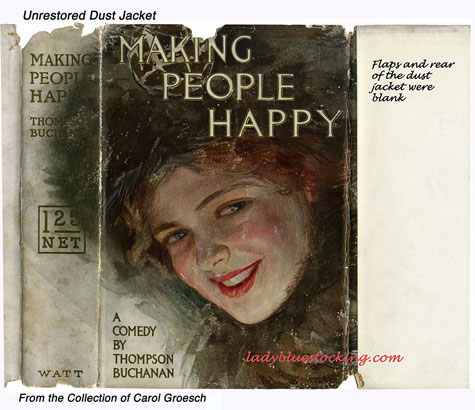 Unrestored Dust Jacket
MAKING
PEOPLE
HAPPY
THOMPSON
BUCHANAN
1 25
NET
WATT
MAKING
PEOPLE
HAPPY
A
COMEDY
BY
THOMPSON
BUCHANAN
ladybluestocking.com
Flaps and rear
of the dust
jacket were
blank
From the Collection of Carol Groesch